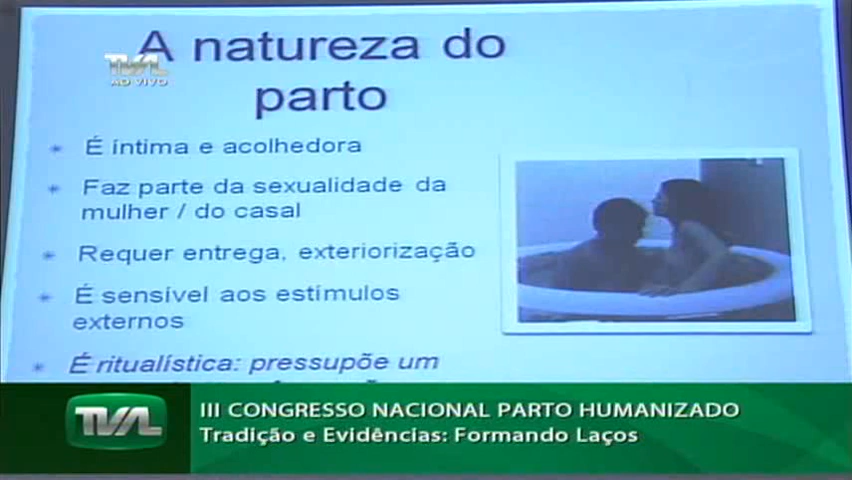 A natureza do
parto
TVAL
AO VIVO
É íntima e acolhedora
Faz parte da sexualidade da
mulher / do casal
Requer entrega, exteriorização
É sensível aos estímulos
externos
É ritualística: pressupõe um
TVAL
III CONGRESSO NACIONAL PARTO HUMANIZADO
Tradição e Evidências: Formando Laços